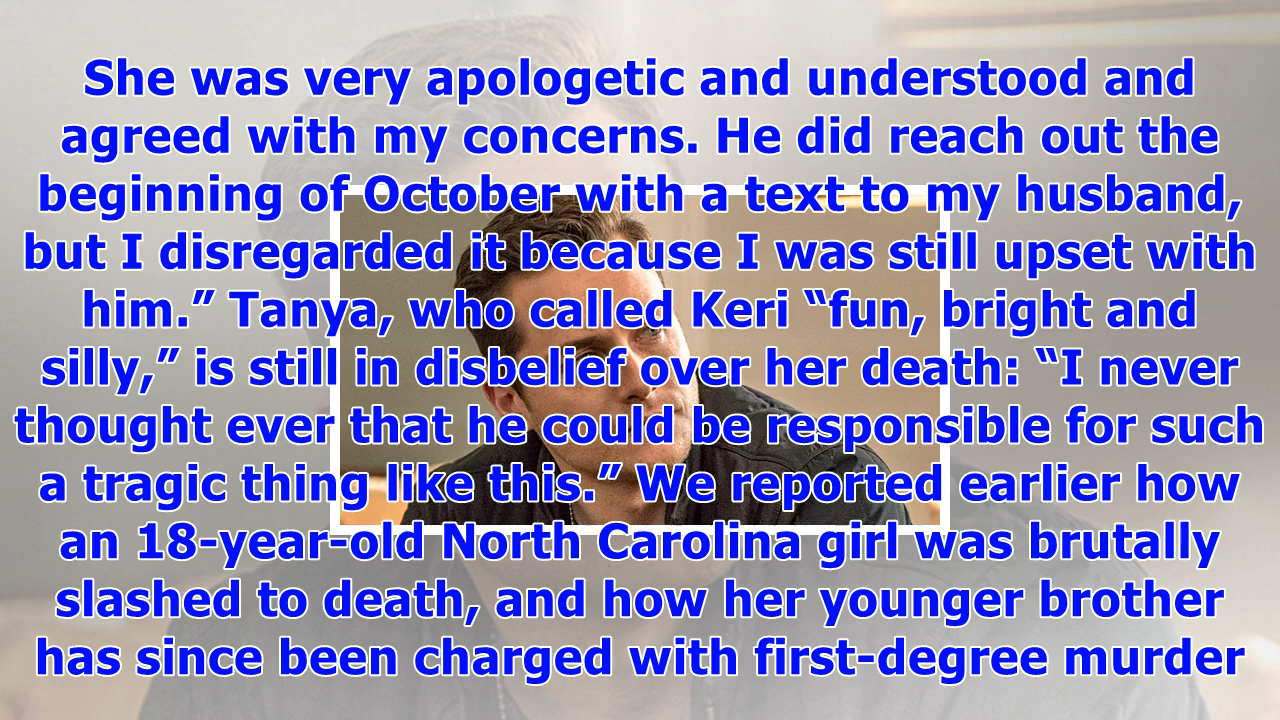 She was very apologetic and understood and
agreed with my concerns. He did reach out the
beginning of October with a text to my husband,
but I disregarded it because I was still upset with
him.” Tanya, who called Keri “fun, bright and
silly,” is still in disbelief over her death: “I never
thought ever that he could be responsible for such
a tragic thing like this.” We reported earlier how
an 18-year-old North Carolina girl was brutally
slashed to death, and how her younger brother
has since been charged with first-degree murder